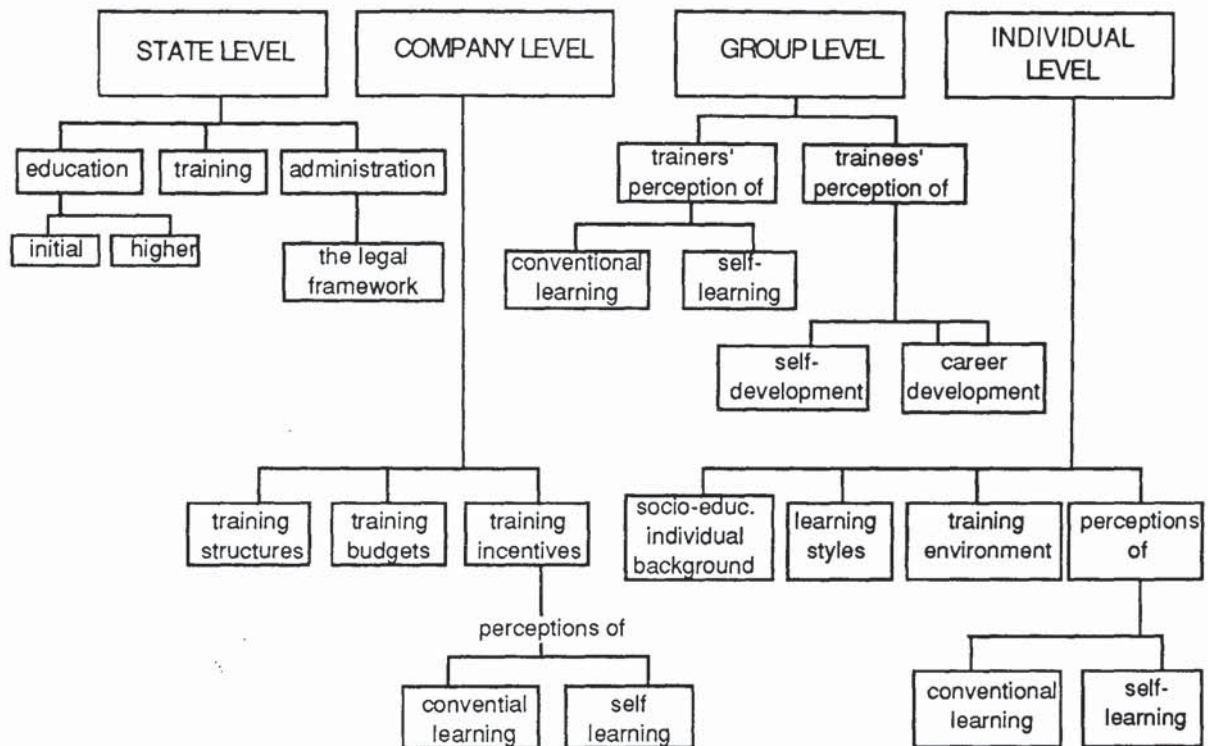 STATE LEVEL
COMPANY LEVEL
GROUP LEVEL
INDIVIDUAL
LEVEL
education
training
administration
initial
higher
the legal
framework
trainers'
perception of
trainees'
perception of
conventional
learning
self-
learning
self-
development
career
development
training
structures
training
budgets
training
incentives
perceptions of
convential
learning
self
learning
socio-educ.
individual
background
learning
styles
training
environment
perceptions
of
conventional
learning
self-
learning